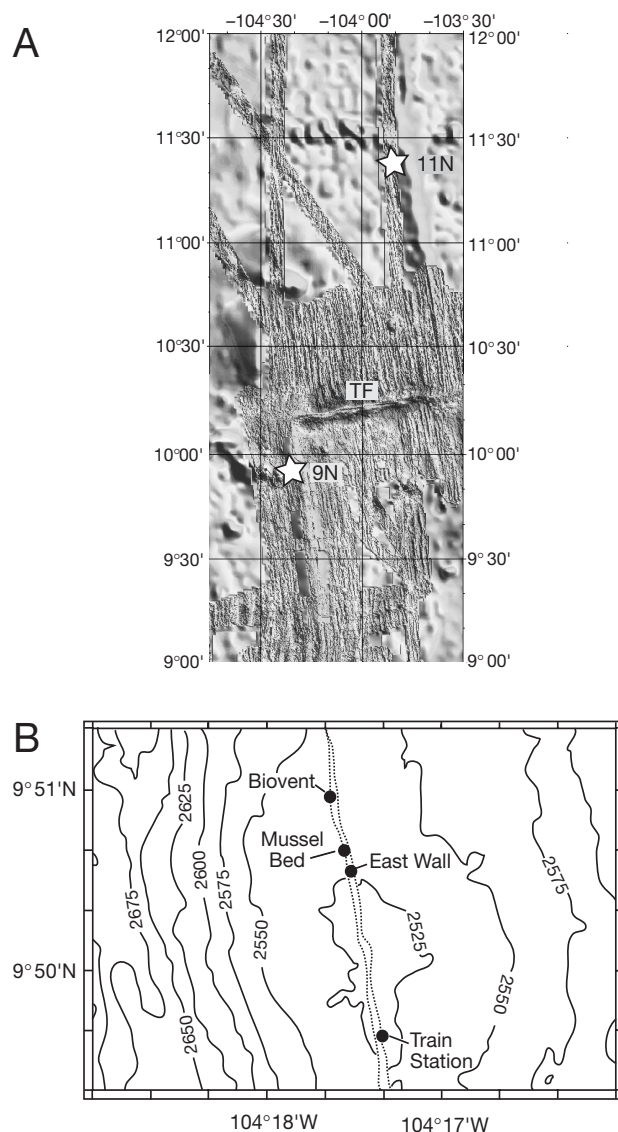 A
−104°30' −104°00' −103°30'
12°00' 12°00'
11°30' 11°30'
11N
11°00' 11°00'
10°30' 10°30'
TF
10°00' 10°00'
9N
9°30' 9°30'
9°00' 9°00'
B
9°51'N
Biovent
Mussel
Bed
East Wall
2625
2600
2575
2675
2550
2525
2575
2550
2650
9°50'N
Train
Station
104°18'W 104°17'W